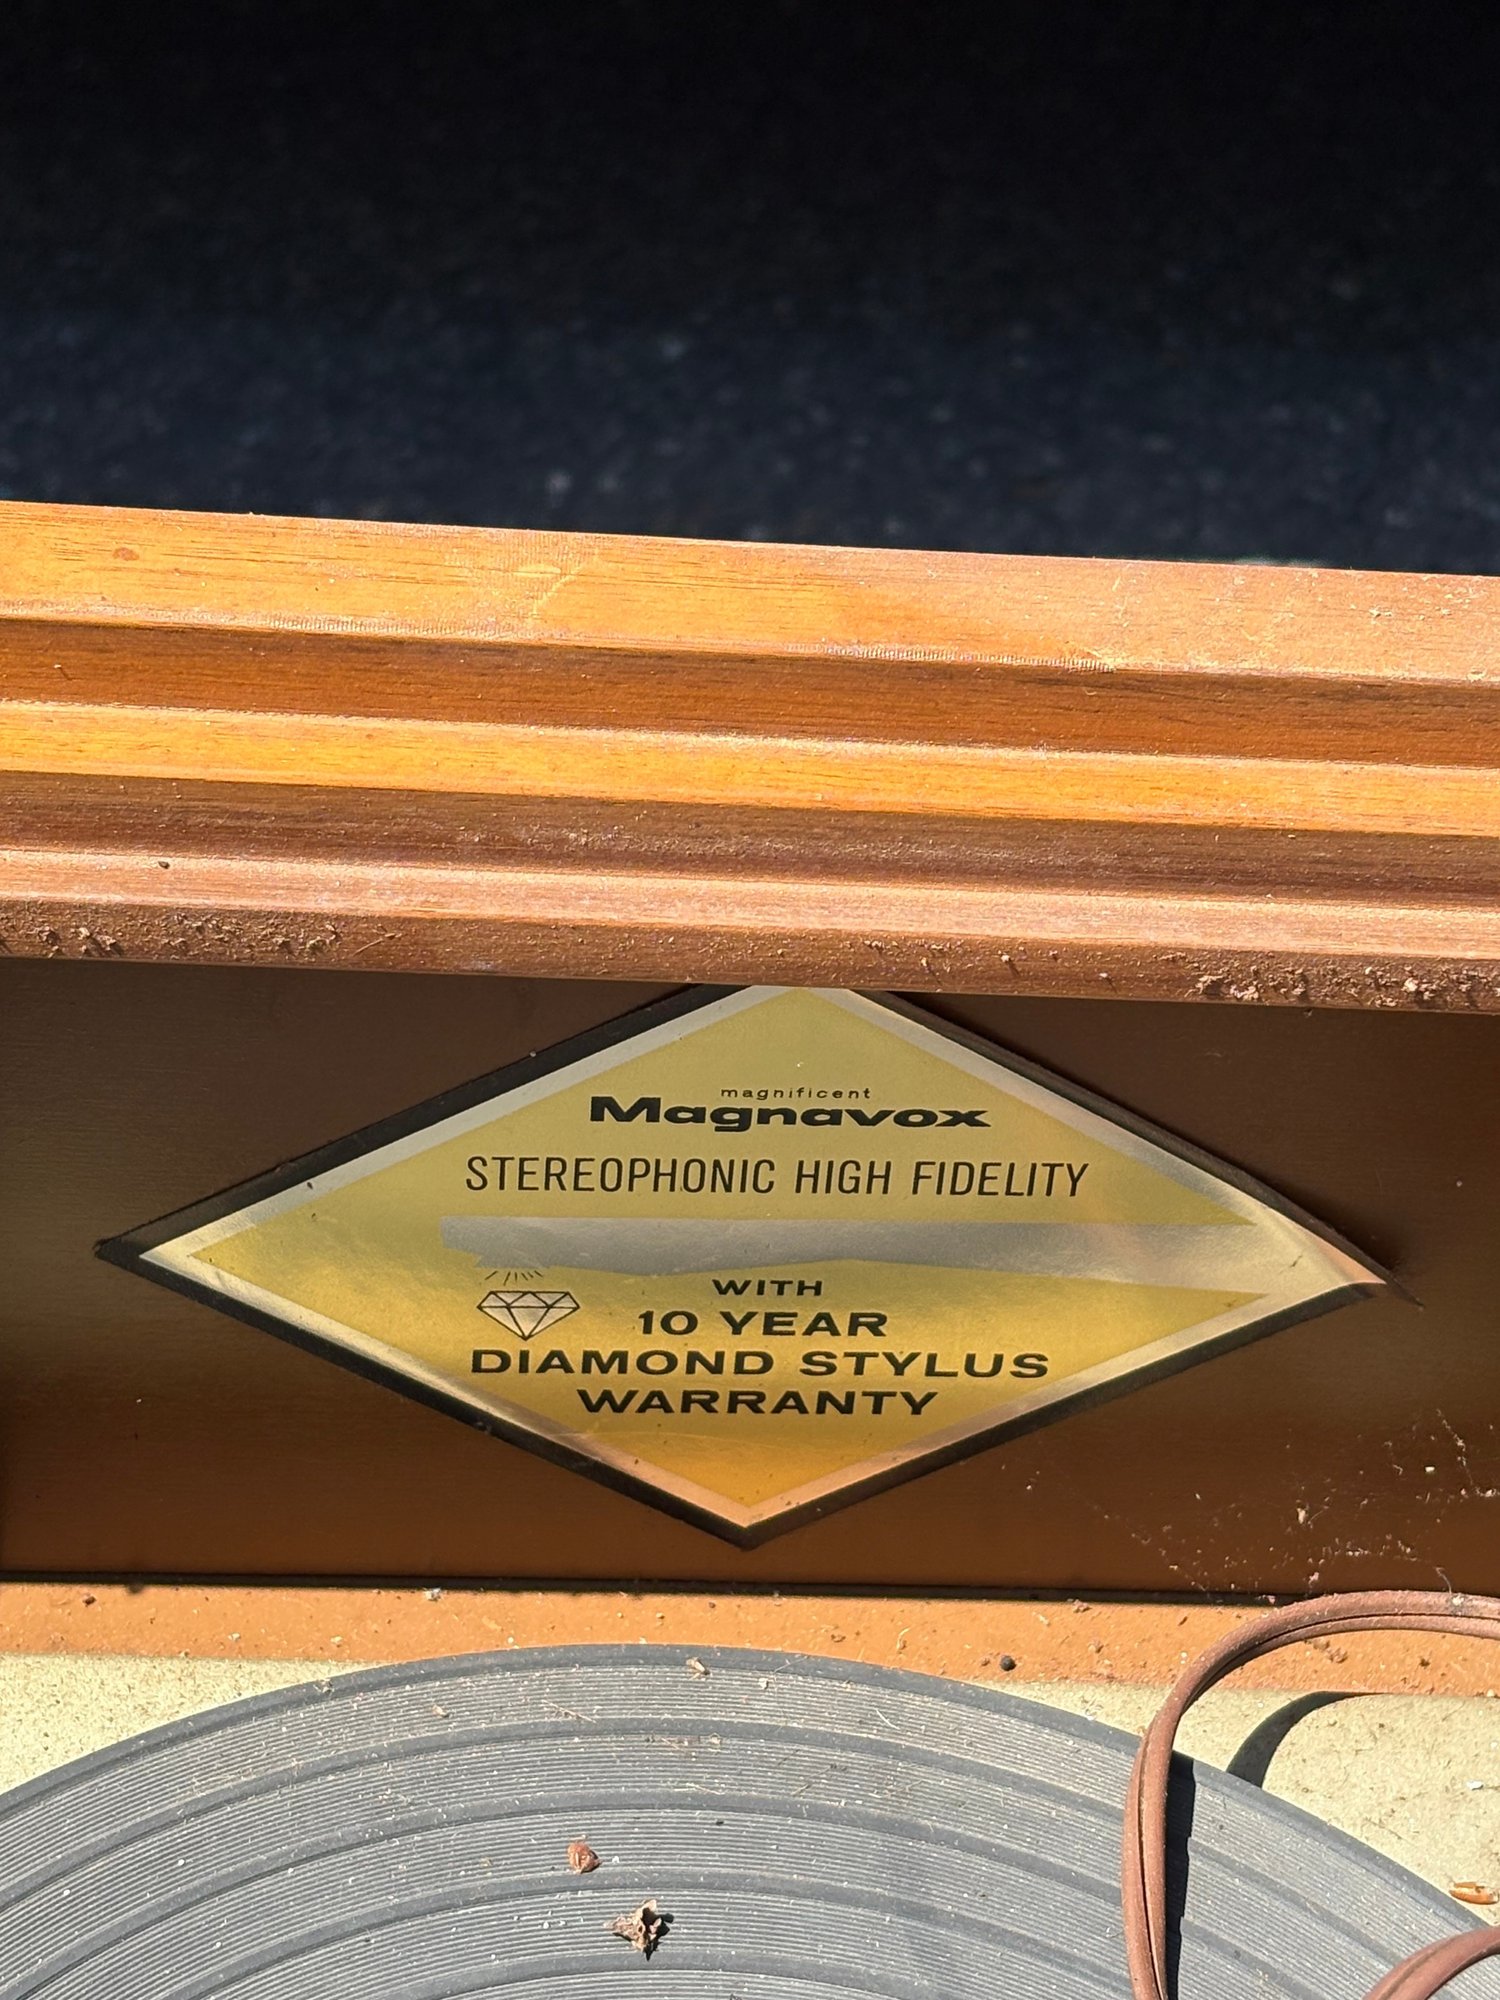 magnificent
Magnavox
STEREOPHONIC HIGH FIDELITY
WITH
10 YEAR
DIAMOND STYLUS
WARRANTY